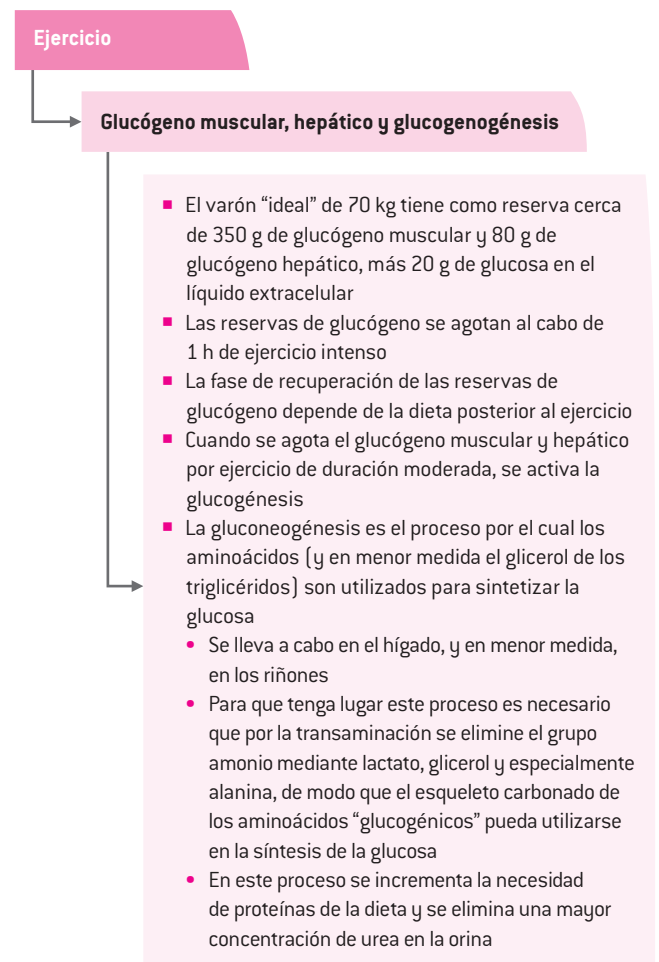 Ejercicio
Glucógeno muscular, hepático y glucogenogénesis
▪ El varón “ideal” de 70 kg tiene como reserva cerca
de 350 g de glucógeno muscular y 80 g de
glucógeno hepático, más 20 g de glucosa en el
líquido extracelular
▪ Las reservas de glucógeno se agotan al cabo de
1 h de ejercicio intenso
▪ La fase de recuperación de las reservas de
glucógeno depende de la dieta posterior al ejercicio
▪ Cuando se agota el glucógeno muscular y hepático
por ejercicio de duración moderada, se activa la
glucogénesis
▪ La gluconeogénesis es el proceso por el cual los
aminoácidos (y en menor medida el glicerol de los
triglicéridos) son utilizados para sintetizar la
glucosa
• Se lleva a cabo en el hígado, y en menor medida,
en los riñones
• Para que tenga lugar este proceso es necesario
que por la transaminación se elimine el grupo
amonio mediante lactato, glicerol y especialmente
alanina, de modo que el esqueleto carbonado de
los aminoácidos “glucogénicos” pueda utilizarse
en la síntesis de la glucosa
• En este proceso se incrementa la necesidad
de proteínas de la dieta y se elimina una mayor
concentración de urea en la orina